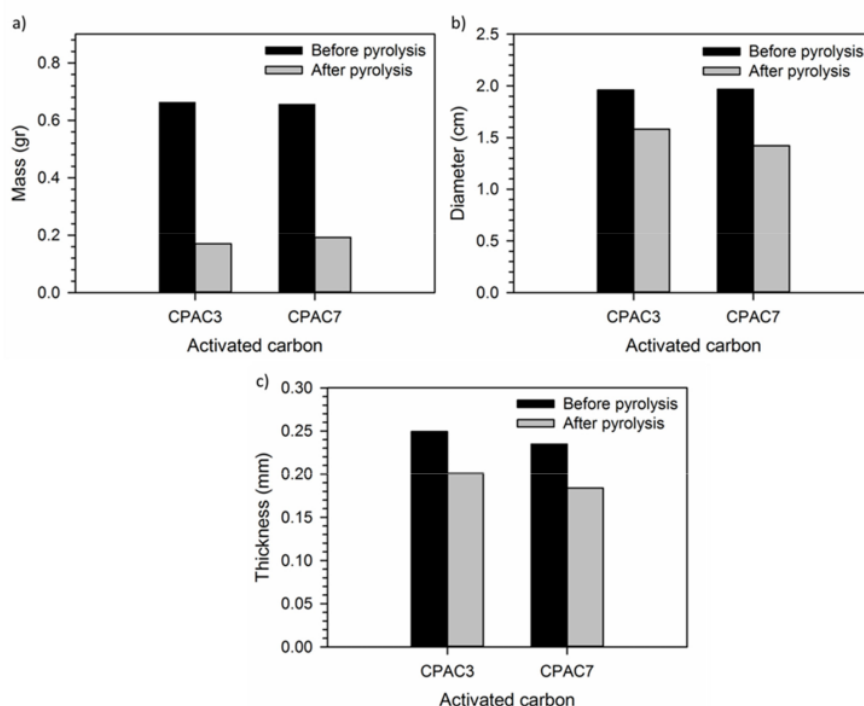 a)
Before pyrolysis
After pyrolysis
0.8
0.6
0.4
0.2
0.0
Mass (gr)
CPAC3 CPAC7
Activated carbon
b)
Before pyrolysis
After pyrolysis
2.5
2.0
1.5
1.0
0.5
0.0
Diameter (cm)
CPAC3 CPAC7
Activated carbon
c)
Before pyrolysis
After pyrolysis
0.30
0.25
0.20
0.15
0.10
0.05
0.00
Thickness (mm)
CPAC3 CPAC7
Activated carbon